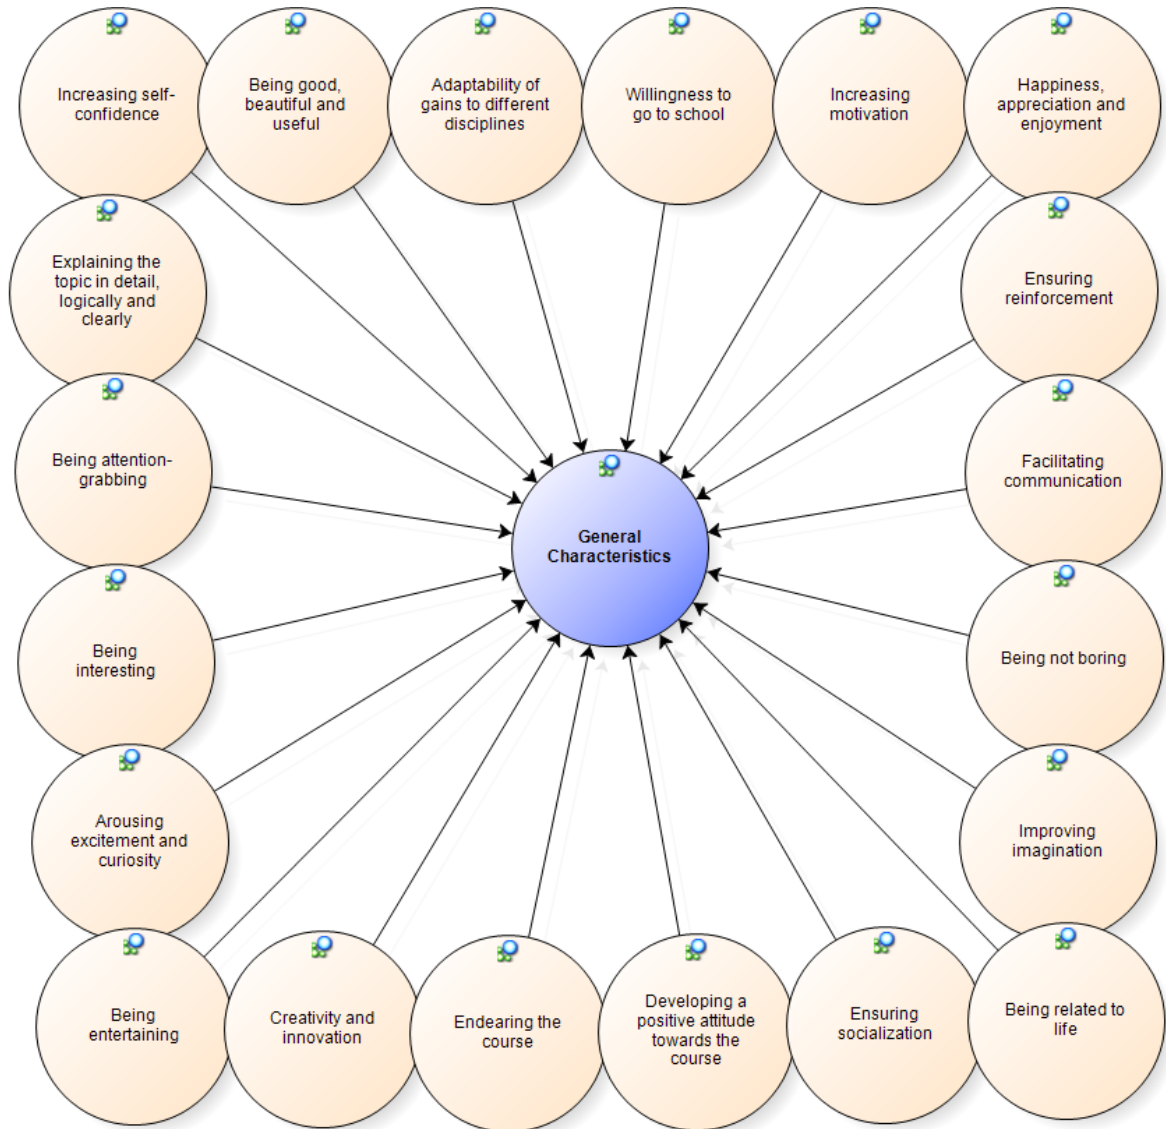 Increasing self-
confidence
Being good,
beautiful and
useful
Adaptability of
gains to different
disciplines
Willingness to
go to school
Increasing
motivation
Happiness,
appreciation and
enjoyment
Explaining the
topic in detail,
logically and
clearly
Ensuring
reinforcement
Being attention-
grabbing
Facilitating
communication
General
Characteristics
Being
interesting
Being not boring
Arousing
excitement and
curiosity
Improving
imagination
Being
entertaining
Creativity and
innovation
Endearing the
course
Developing a
positive attitude
towards the
course
Ensuring
socialization
Being related to
life